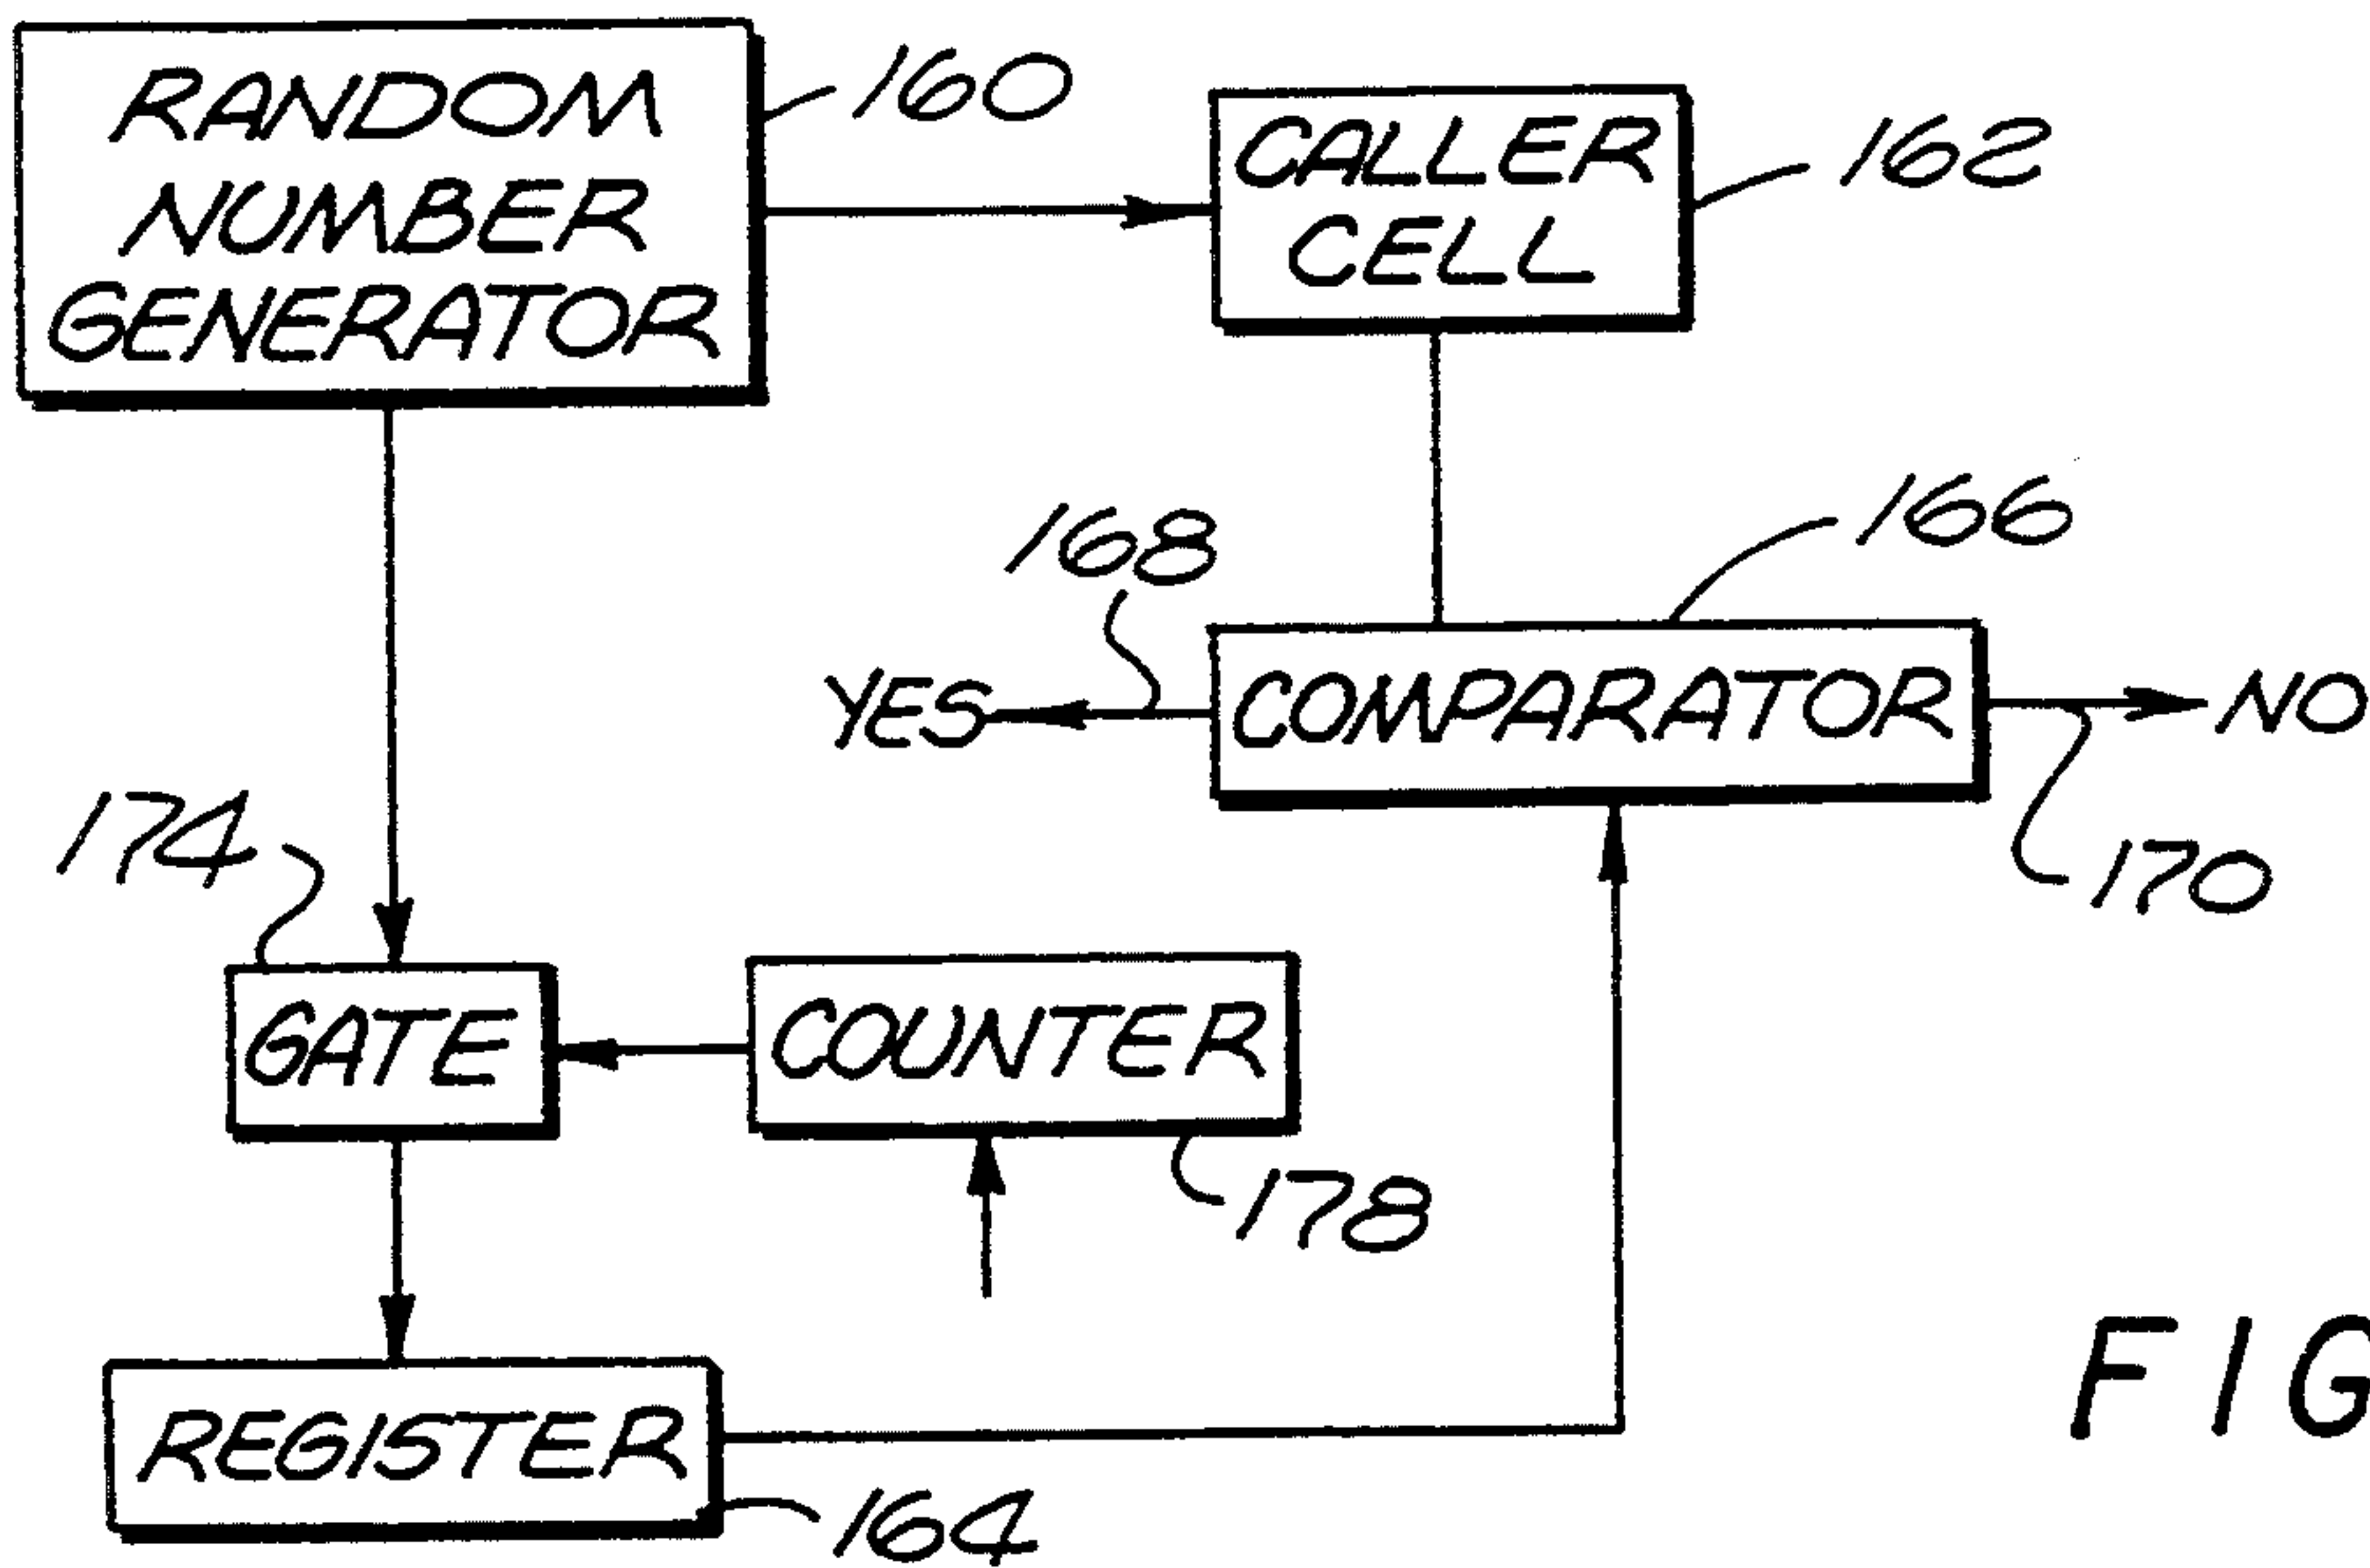 RANDOM
NUMBER
GENERATOR
160
CALLER
CELL
162
168
166
YES
COMPARATOR
NO
170
174
GATE
COUNTER
178
REGISTER
164
FIG